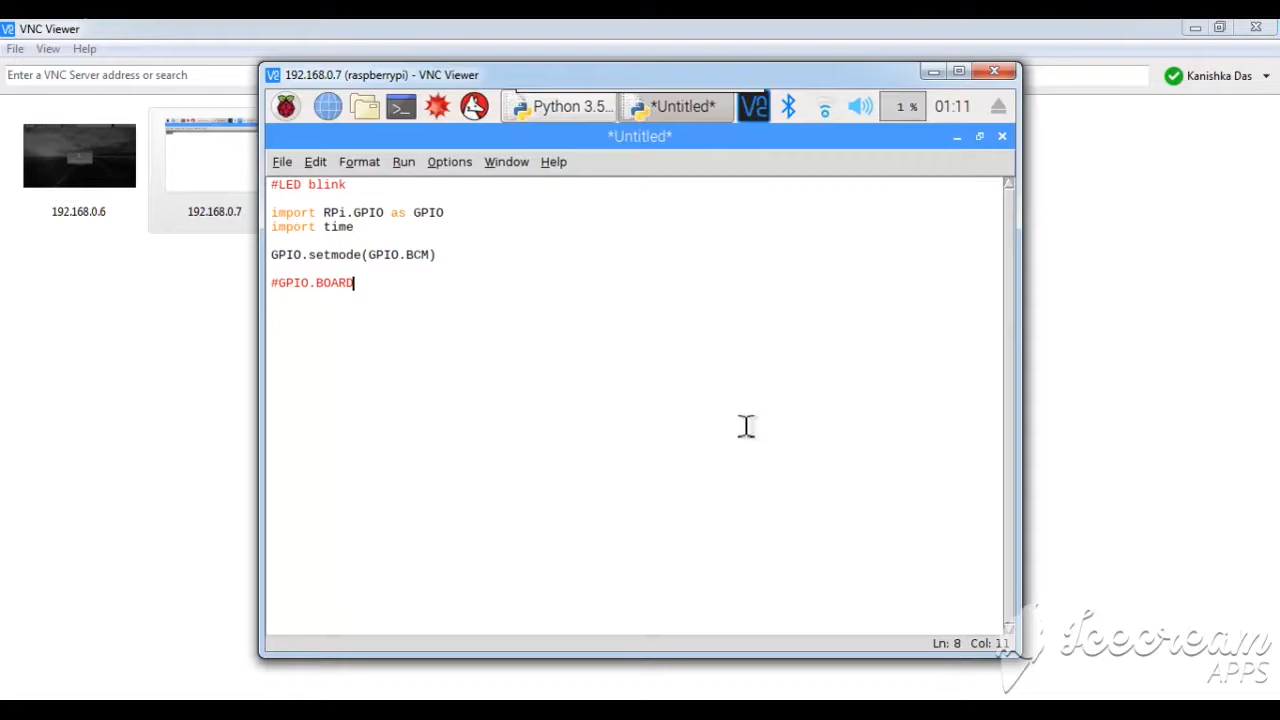 VNC Viewer
File View Help
Enter a VNC Server address or search
Kanishka Das
192.168.0.6
192.168.0.7
192.168.0.7 (raspberrypi) - VNC Viewer
Python 3.5...
*Untitled*
1 %
01:11
*Untitled*
File Edit Format Run Options Window Help
#LED blink
import RPi.GPIO as GPIO
import time
GPIO.setmode(GPIO.BCM)
#GPIO.BOARD
Ln: 8 Col: 11
Icecream
APPS